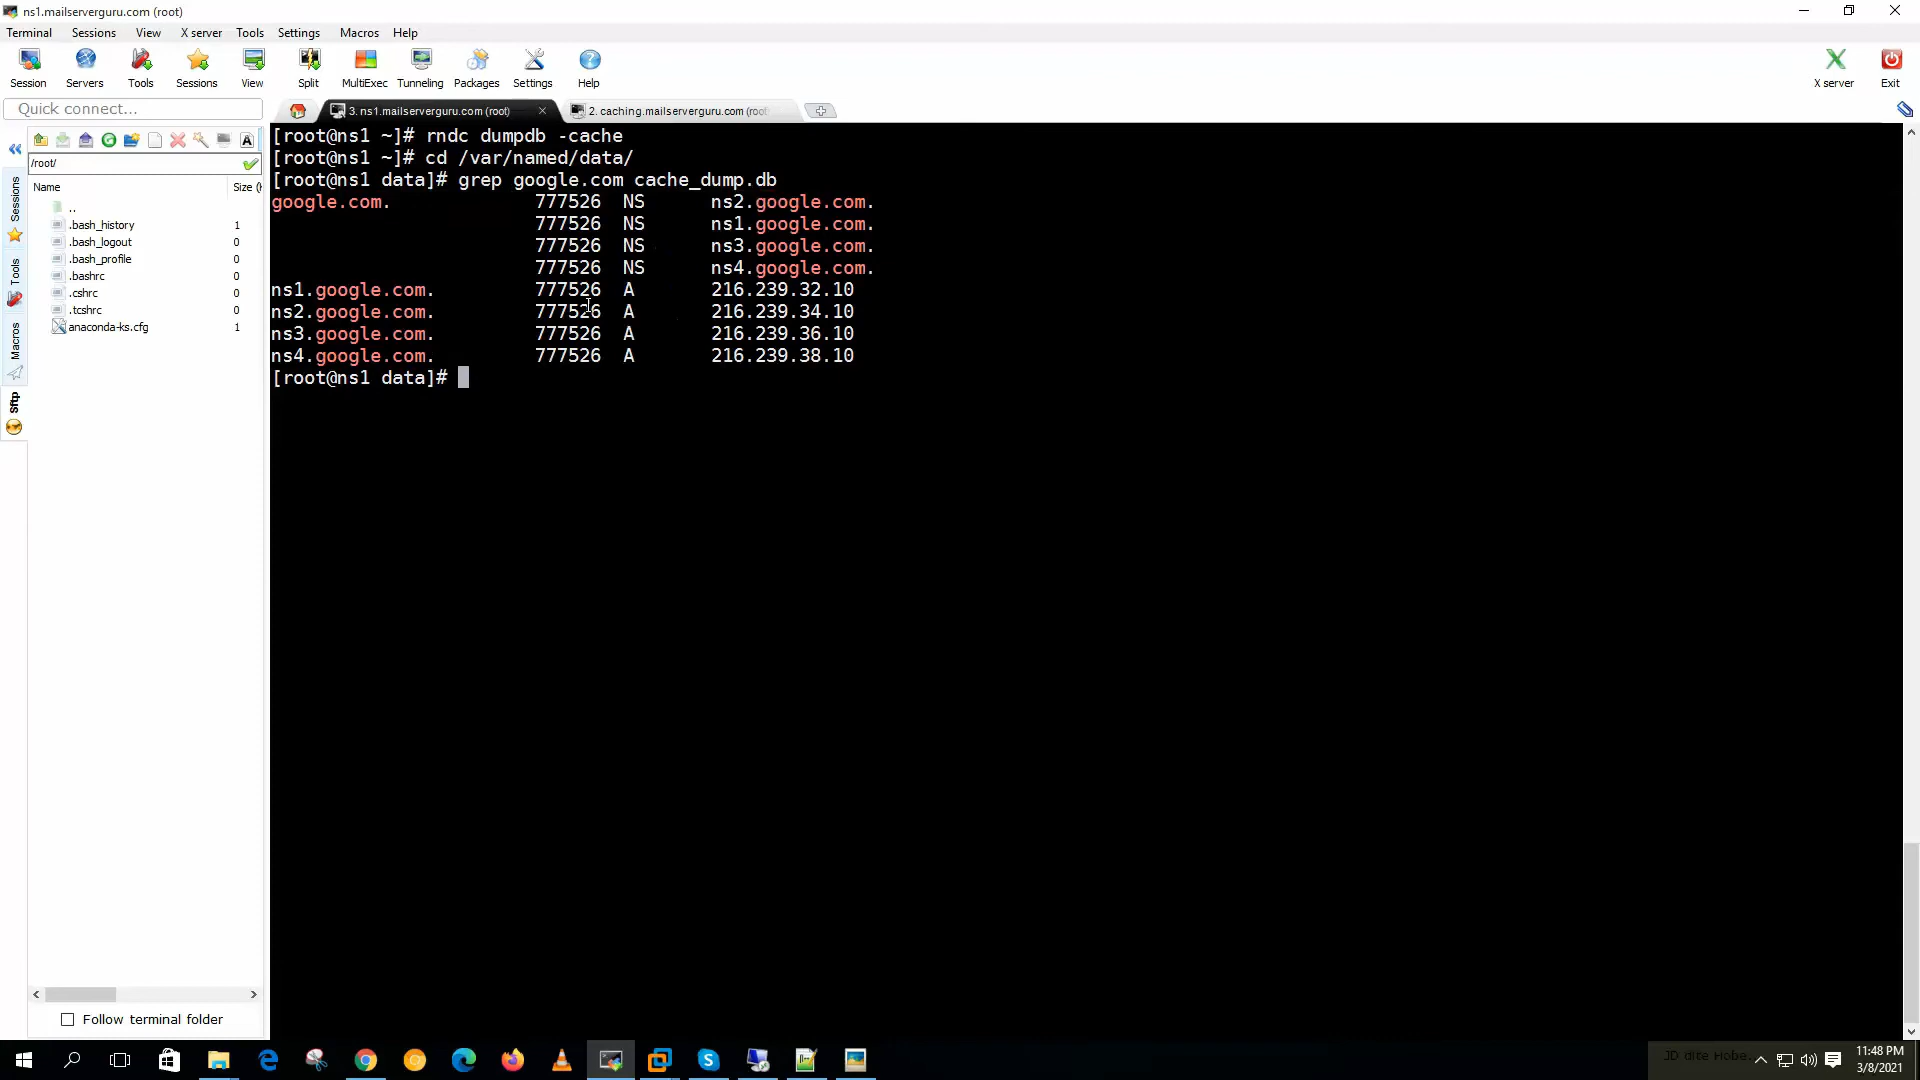 ns1.mailserverguru.com (root)
Terminal Sessions View X server Tools Settings Macros Help
Session Servers Tools Sessions View Split MultiExec Tunneling Packages Settings Help X server Exit
Quick connect...
3. ns1.mailserverguru.com (root)
2. caching.mailserverguru.com (root
/root/
Name Size (
..
.bash_history 1
.bash_logout 0
.bash_profile 0
.bashrc 0
.cshrc 0
.tcshrc 0
anaconda-ks.cfg 1
Sessions
Tools
Macros
Sftp
Follow terminal folder
[root@ns1 ~]# rndc dumpdb -cache
[root@ns1 ~]# cd /var/named/data/
[root@ns1 data]# grep google.com cache_dump.db
google.com. 777526 NS ns2.google.com.
777526 NS ns1.google.com.
777526 NS ns3.google.com.
777526 NS ns4.google.com.
ns1.google.com. 777526 A 216.239.32.10
ns2.google.com. 777526 A 216.239.34.10
ns3.google.com. 777526 A 216.239.36.10
ns4.google.com. 777526 A 216.239.38.10
[root@ns1 data]#
11:48 PM
3/8/2021